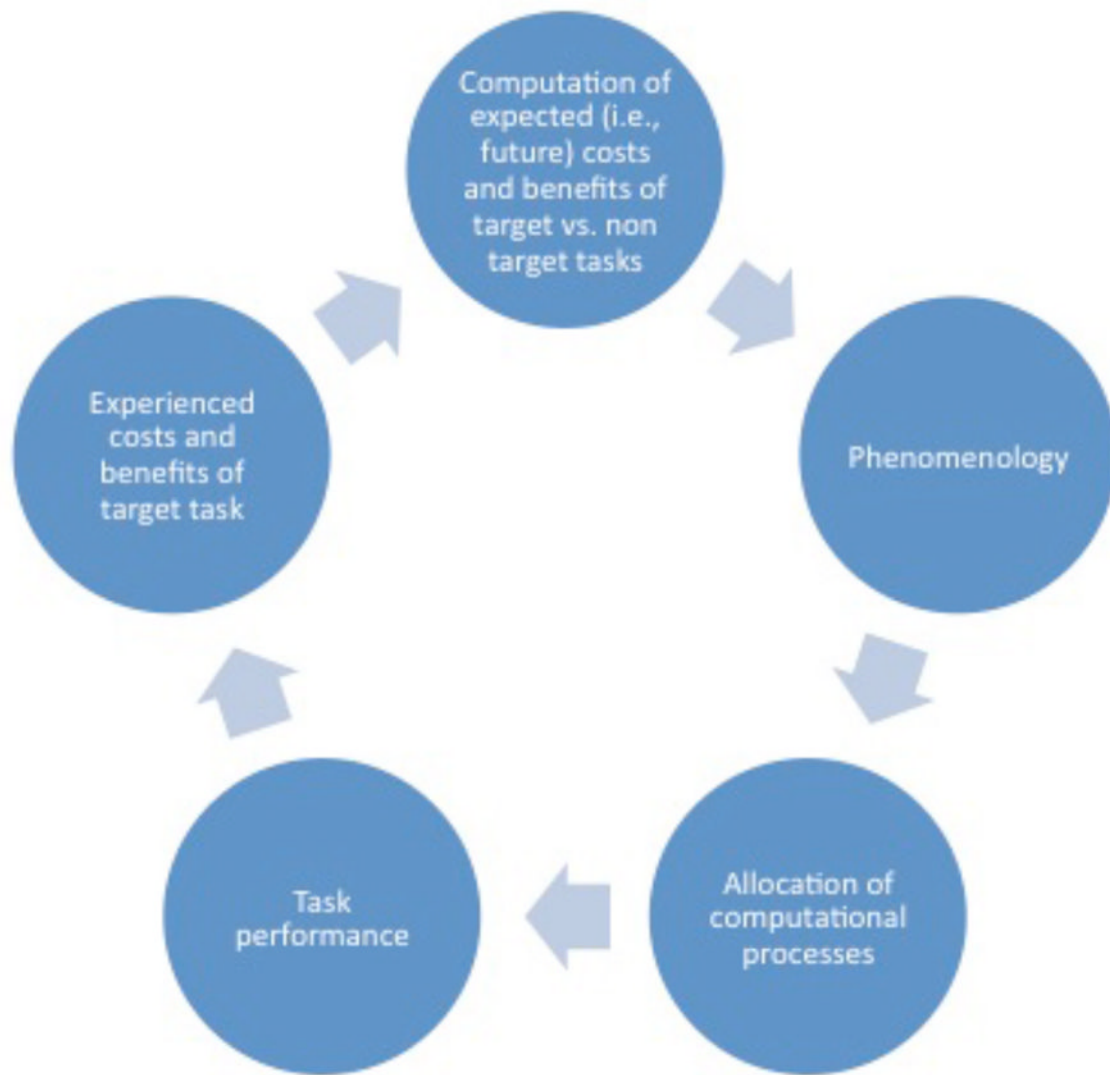 Computation of
expected (i.e.,
future) costs
and benefits of
target vs. non
target tasks
Phenomenology
Allocation of
computational
processes
Task
performance
Experienced
costs and
benefits of
target task